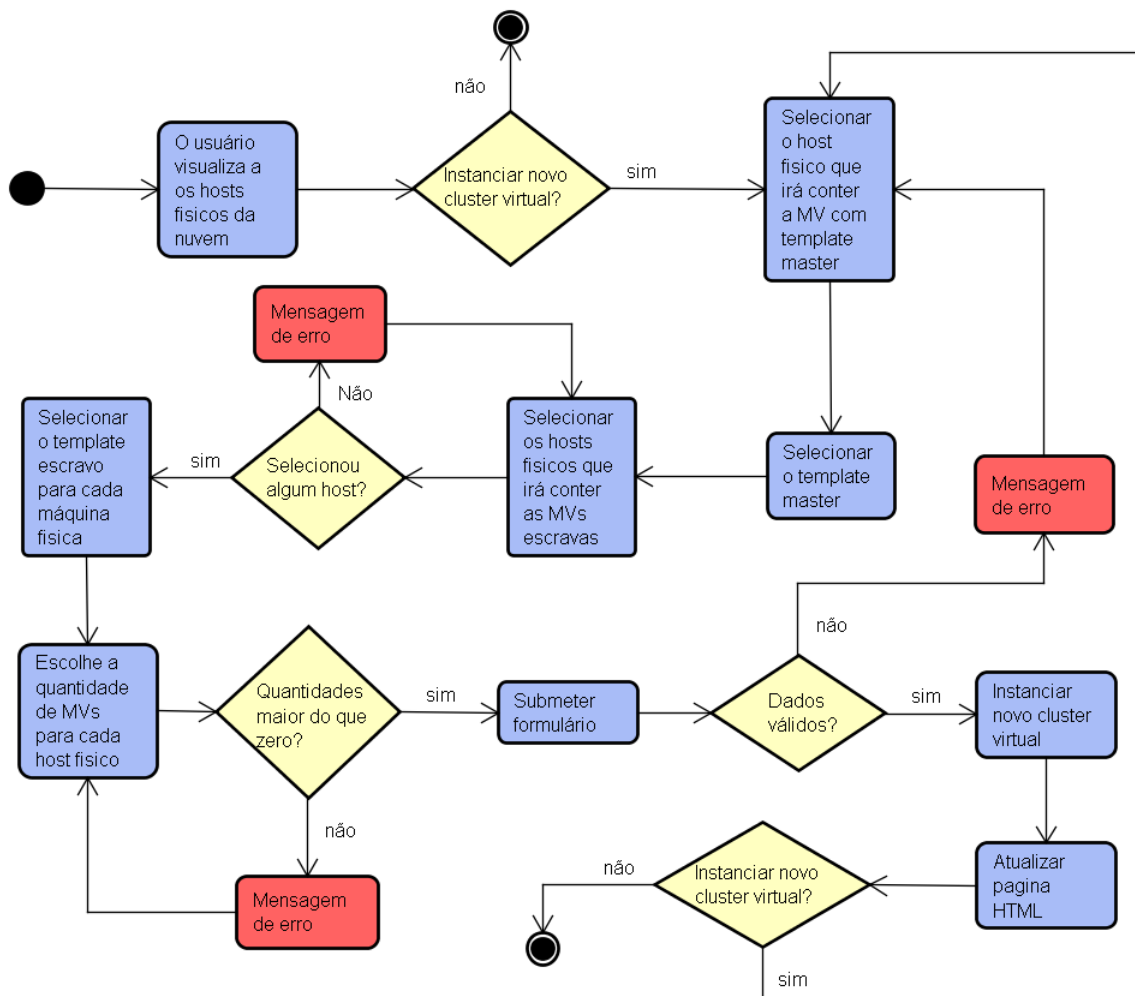 não
O usuário
visualiza a
os hosts
fisicos da
nuvem
Instanciar novo
cluster virtual?
sim
Selecionar
o host
fisico que
irá conter
a MV com
template
master
Mensagem
de erro
Não
Selecionar
o template
escravo
para cada
máquina
fisica
sim
Selecionou
algum host?
Selecionar
os hosts
fisicos que
irá conter
as MVs
escravas
Selecionar
o template
master
Mensagem
de erro
não
Escolhe a
quantidade
de MVs
para cada
host fisico
Quantidades
maior do que
zero?
sim
Submeter
formulário
Dados
válidos?
sim
Instanciar
novo cluster
virtual
não
Mensagem
de erro
não
Instanciar novo
cluster virtual?
Atualizar
pagina
HTML
sim